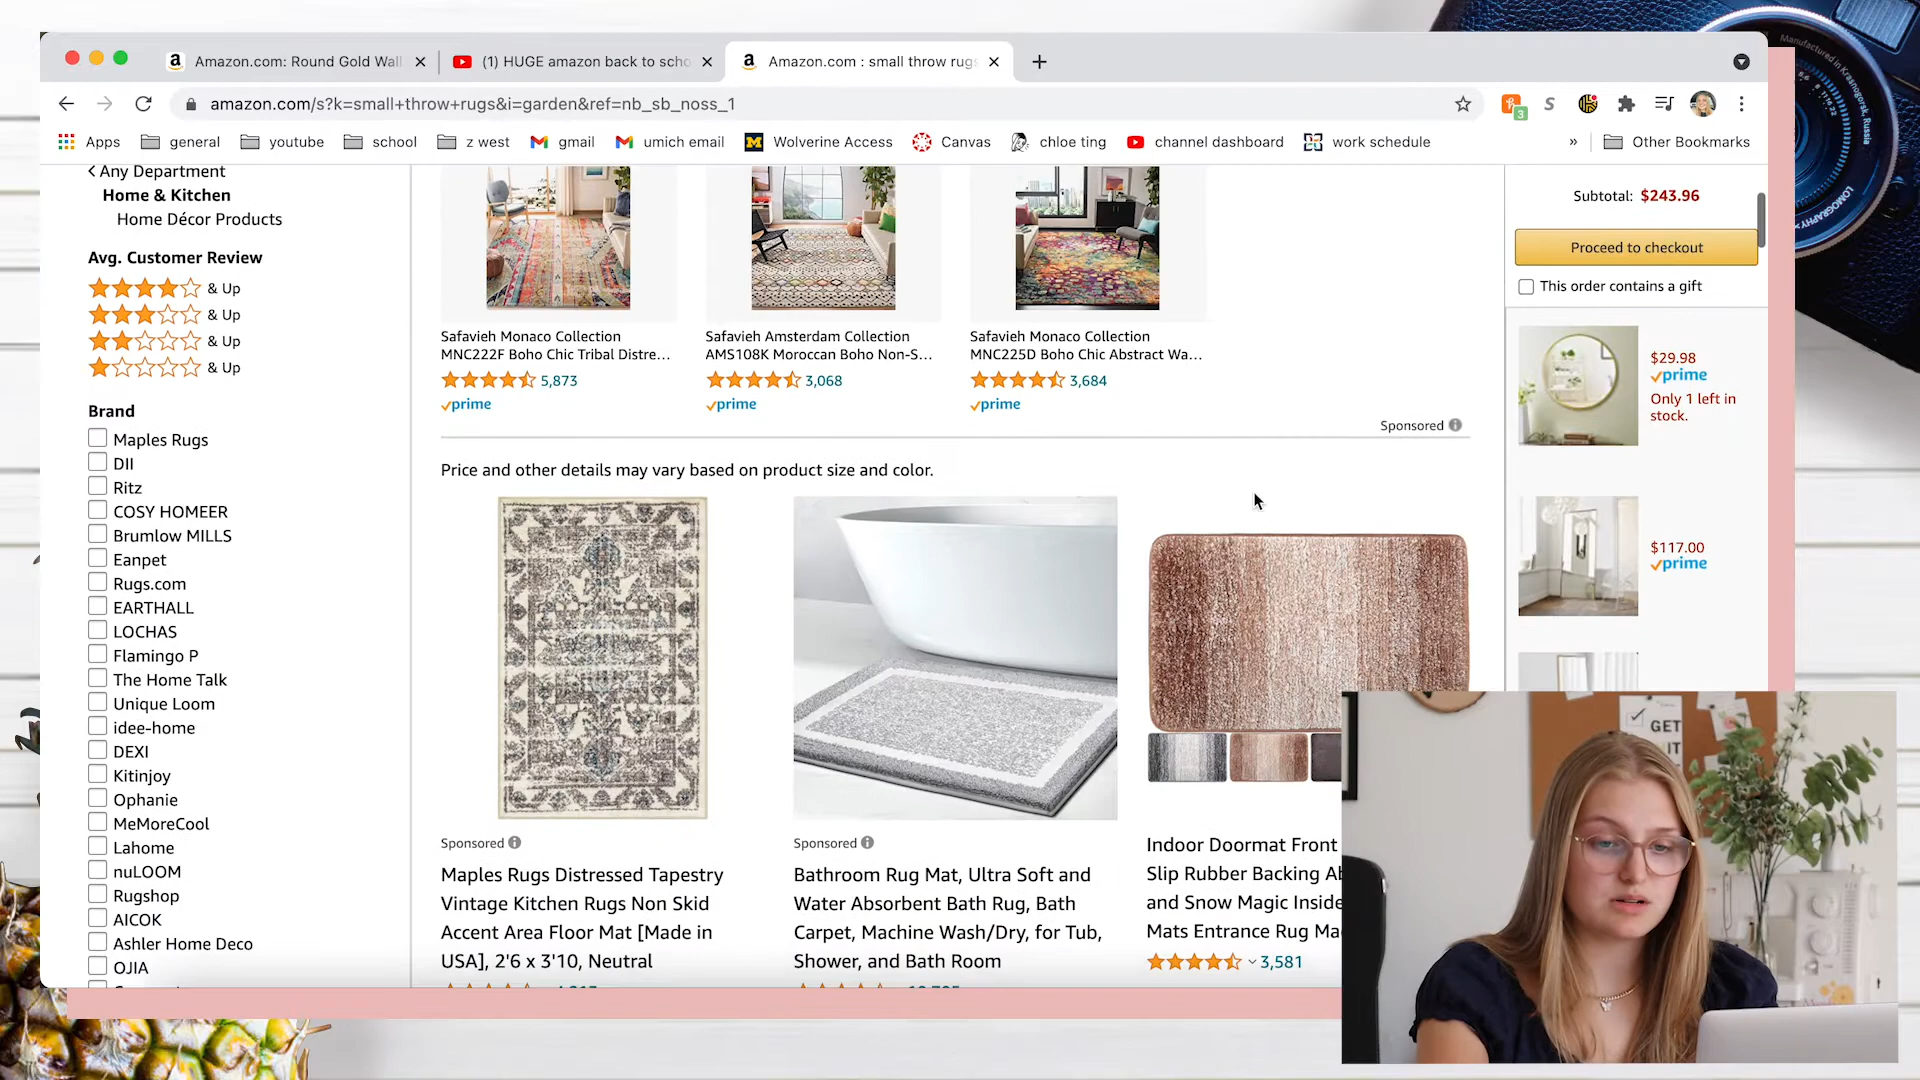 Amazon.com: Round Gold Wall
(1) HUGE amazon back to scho
Amazon.com : small throw rugs
amazon.com/s?k=small+throw+rugs&i=garden&ref=nb_sb_noss_1
3
Apps
general
youtube
school
z west
gmail
umich email
Wolverine Access
Canvas
chloe ting
channel dashboard
work schedule
»
Other Bookmarks
Any Department
Home & Kitchen
Home Décor Products
Avg. Customer Review
& Up
& Up
& Up
& Up
Brand
Maples Rugs
DII
Ritz
COSY HOMEER
Brumlow MILLS
Eanpet
Rugs.com
EARTHALL
LOCHAS
Flamingo P
The Home Talk
Unique Loom
idee-home
DEXI
Kitinjoy
Ophanie
MeMoreCool
Lahome
nuLOOM
Rugshop
AICOK
Ashler Home Deco
OJIA
Safavieh Monaco Collection
MNC222F Boho Chic Tribal Distre...
5,873
prime
Safavieh Amsterdam Collection
AMS108K Moroccan Boho Non-S...
3,068
prime
Safavieh Monaco Collection
MNC225D Boho Chic Abstract Wa...
3,684
prime
Sponsored
Price and other details may vary based on product size and color.
Sponsored
Maples Rugs Distressed Tapestry
Vintage Kitchen Rugs Non Skid
Accent Area Floor Mat [Made in
USA], 2'6 x 3'10, Neutral
Sponsored
Bathroom Rug Mat, Ultra Soft and
Water Absorbent Bath Rug, Bath
Carpet, Machine Wash/Dry, for Tub,
Shower, and Bath Room
Indoor Doormat Front
Slip Rubber Backing
and Snow Magic Inside
Mats Entrance Rug
3,581
Subtotal: $243.96
Proceed to checkout
This order contains a gift
$29.98
prime
Only 1 left in
stock.
$117.00
prime
GET
IT
Manufactured in Krasnogorsk, Russia
LOMOGRAPHY